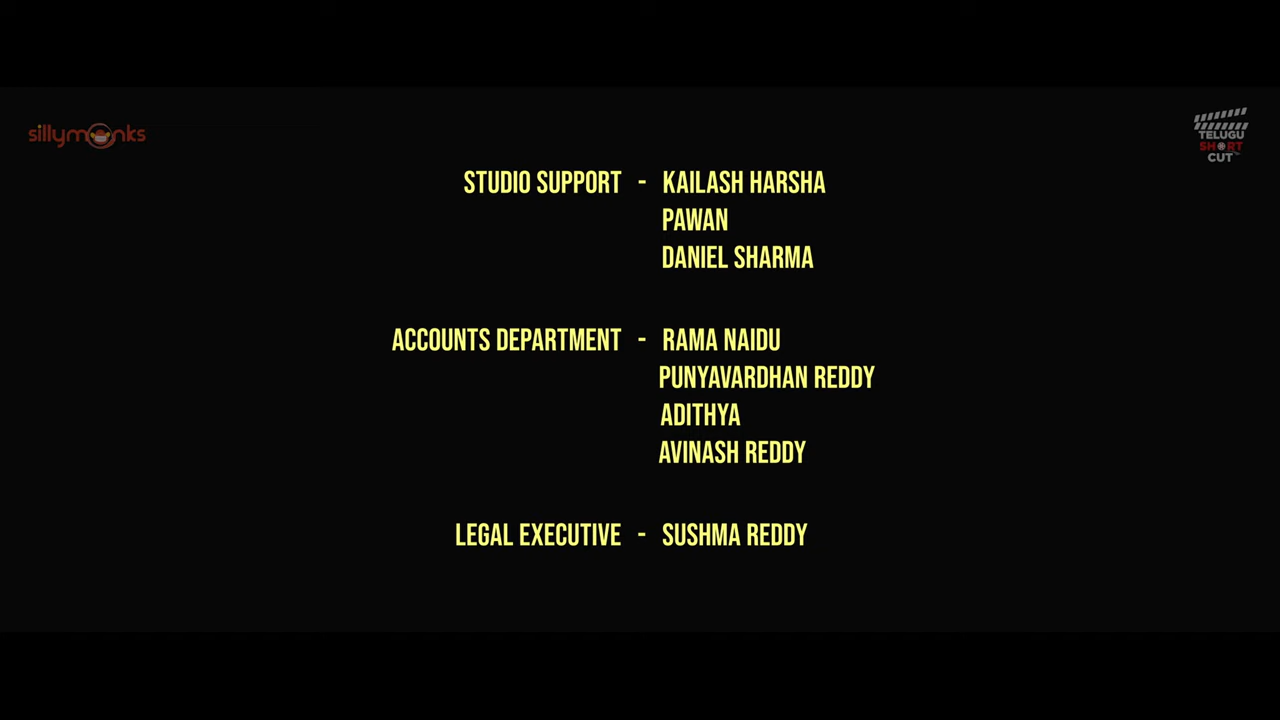 sillymonks
TELUGU
SHORT
CUT
STUDIO SUPPORT - KAILASH HARSHA
PAWAN
DANIEL SHARMA
ACCOUNTS DEPARTMENT - RAMA NAIDU
PUNYAVARDHAN REDDY
ADITHYA
AVINASH REDDY
LEGAL EXECUTIVE - SUSHMA REDDY